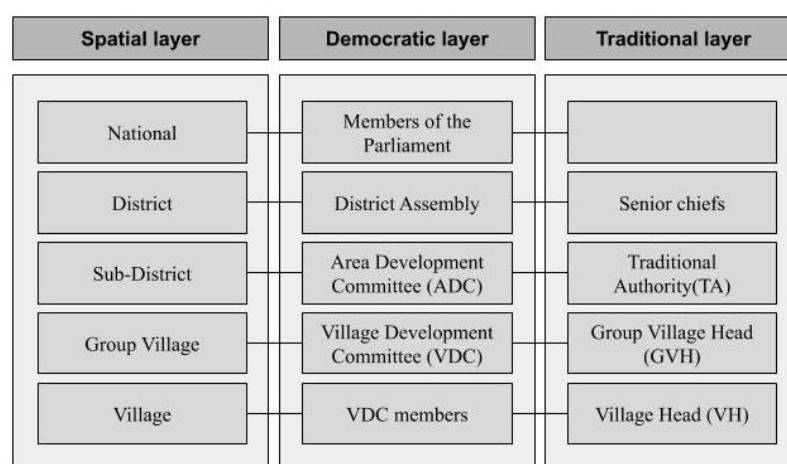 Spatial layer
Democratic layer
Traditional layer
National
Members of the
Parliament
District
District Assembly
Senior chiefs
Sub-District
Area Development
Committee (ADC)
Traditional
Authority(TA)
Group Village
Village Development
Committee (VDC)
Group Village Head
(GVH)
Village
VDC members
Village Head (VH)